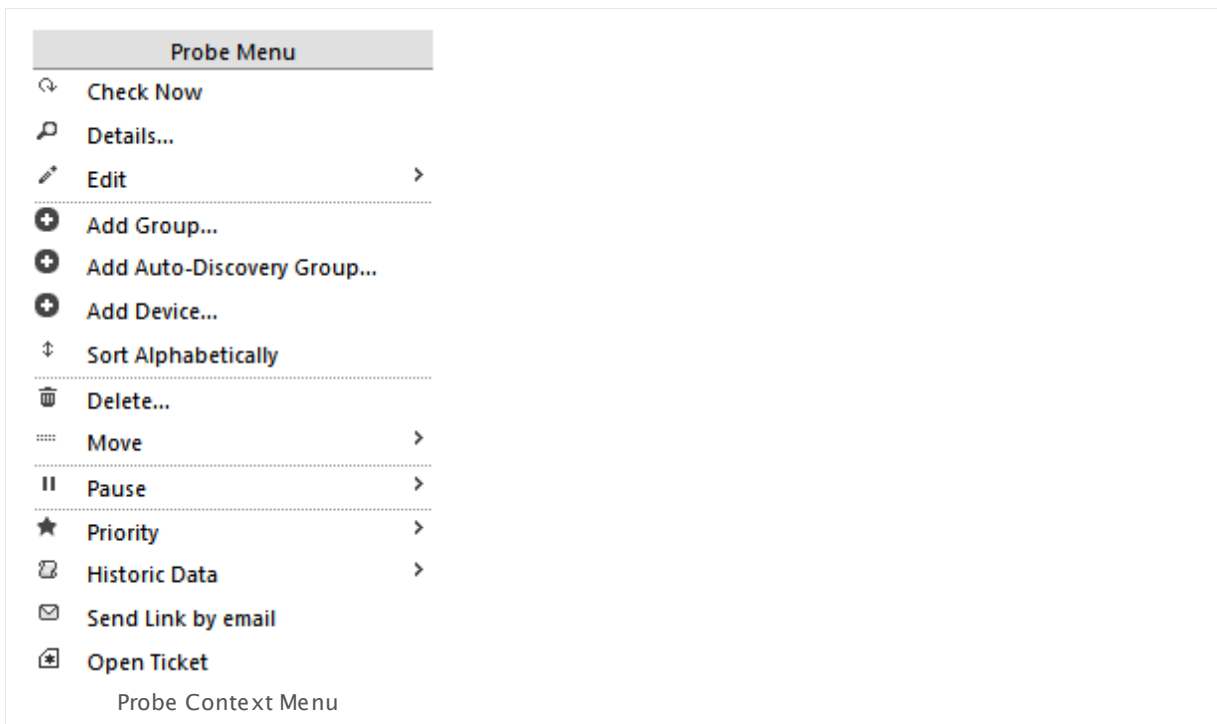 Probe Menu
Check Now
Details...
Edit
Add Group...
Add Auto-Discovery Group...
Add Device...
Sort Alphabetically
Delete...
Move
Pause
Priority
Historic Data
Send Link by email
Open Ticket
Probe Context Menu